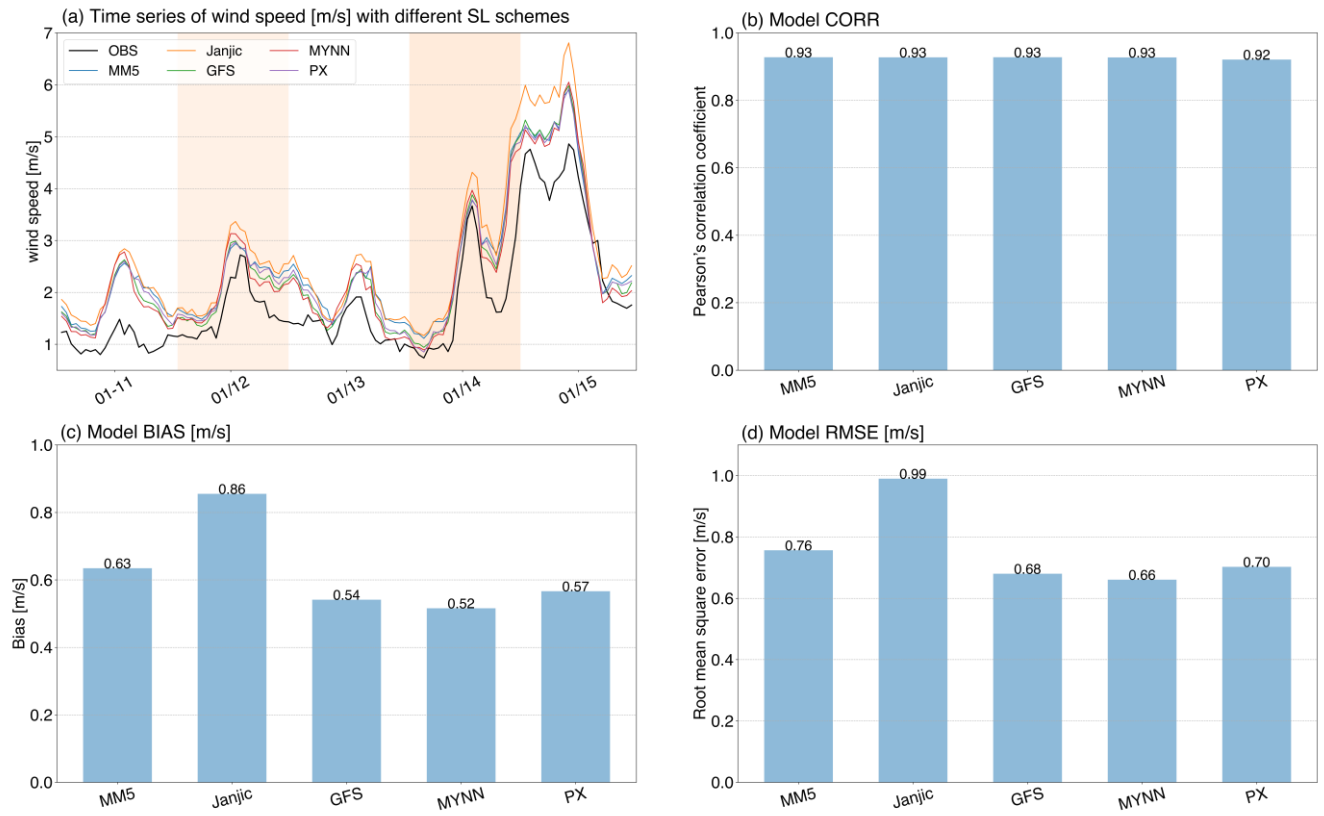 (a) Time series of wind speed [m/s] with different SL schemes
7
6
5
4
3
2
1
wind speed [m/s]
OBS
Janjic
MYNN
MM5
GFS
PX
01-11
01/12
01/13
01/14
01/15
(b) Model CORR
1.0
0.8
0.6
0.4
0.2
0.0
Pearson's correlation coefficient
0.93
0.93
0.93
0.93
0.92
MM5
Janjic
GFS
MYNN
PX
(c) Model BIAS [m/s]
1.0
0.8
0.6
0.4
0.2
0.0
Bias [m/s]
0.63
0.86
0.54
0.52
0.57
MM5
Janjic
GFS
MYNN
PX
(d) Model RMSE [m/s]
1.0
0.8
0.6
0.4
0.2
0.0
Root mean square error [m/s]
0.76
0.99
0.68
0.66
0.70
MM5
Janjic
GFS
MYNN
PX